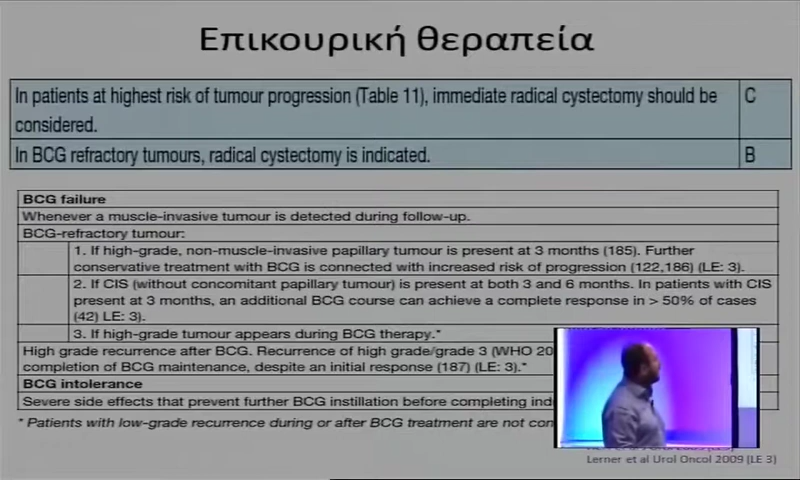 Επικουρική θεραπεία
In patients at highest risk of tumour progression (Table 11), immediate radical cystectomy should be C
considered.
In BCG refractory tumours, radical cystectomy is indicated. B
BCG failure
Whenever a muscle-invasive tumour is detected during follow-up.
BCG-refractory tumour:
1. If high-grade, non-muscle-invasive papillary tumour is present at 3 months (185). Further
conservative treatment with BCG is connected with increased risk of progression (122,186) (LE: 3).
2. If CIS (without concomitant papillary tumour) is present at both 3 and 6 months. In patients with CIS
present at 3 months, an additional BCG course can achieve a complete response in > 50% of cases
(42) LE: 3).
3. If high-grade tumour appears during BCG therapy.*
High grade recurrence after BCG. Recurrence of high grade/grade 3 (WHO 20
completion of BCG maintenance, despite an initial response (187) (LE: 3).*
BCG intolerance
Severe side effects that prevent further BCG instillation before completing
* Patients with low-grade recurrence during or after BCG treatment are not
Lerner et al Urol Oncol 2009 (LE 3)